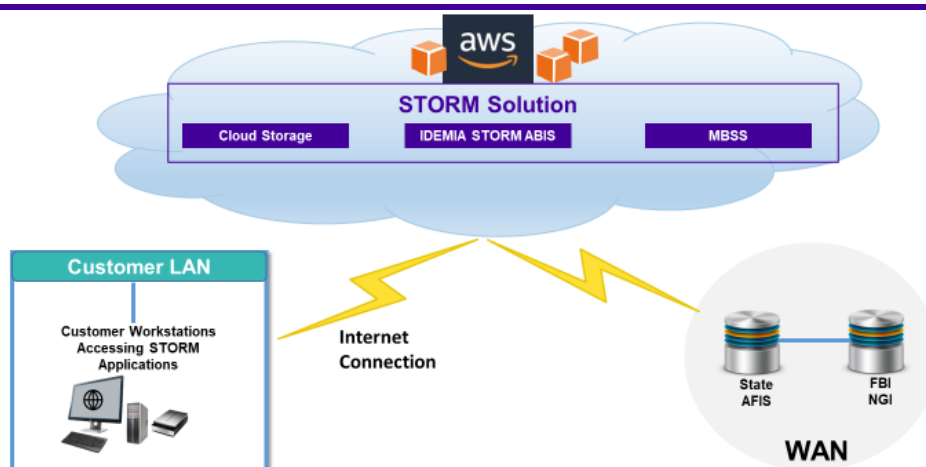 aws
STORM Solution
Cloud Storage
IDEMIA STORM ABIS
MBSS
Customer LAN
Customer Workstations
Accessing STORM
Applications
Internet
Connection
State
AFIS
FBI
NGI
WAN